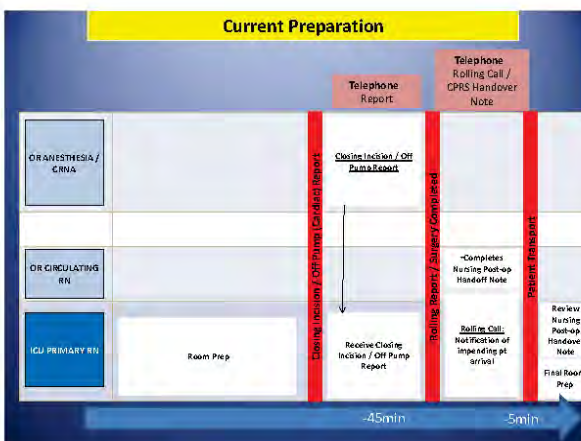 Current Preparation
Telephone
Report
Telephone
Rolling Call /
CPRS Handover
Note
OR ANESTHESIA /
CRNA
Closing Incision / Off
Pump Report
Closing Incision / Off Pump (Cardiac) Report
Rolling Report / Surgery Completed
Patient Transport
OR CIRCULATING
RN
-Completes
Nursing Post-op
Handoff Note
ICU PRIMARY RN
Room Prep
Receive Closing
Incision / Off Pump
Report
Rolling Call:
Notification of
impending pt
arrival
Review
Nursing
Post-op
Handover
Note
Final Room
Prep
-45min
-5min